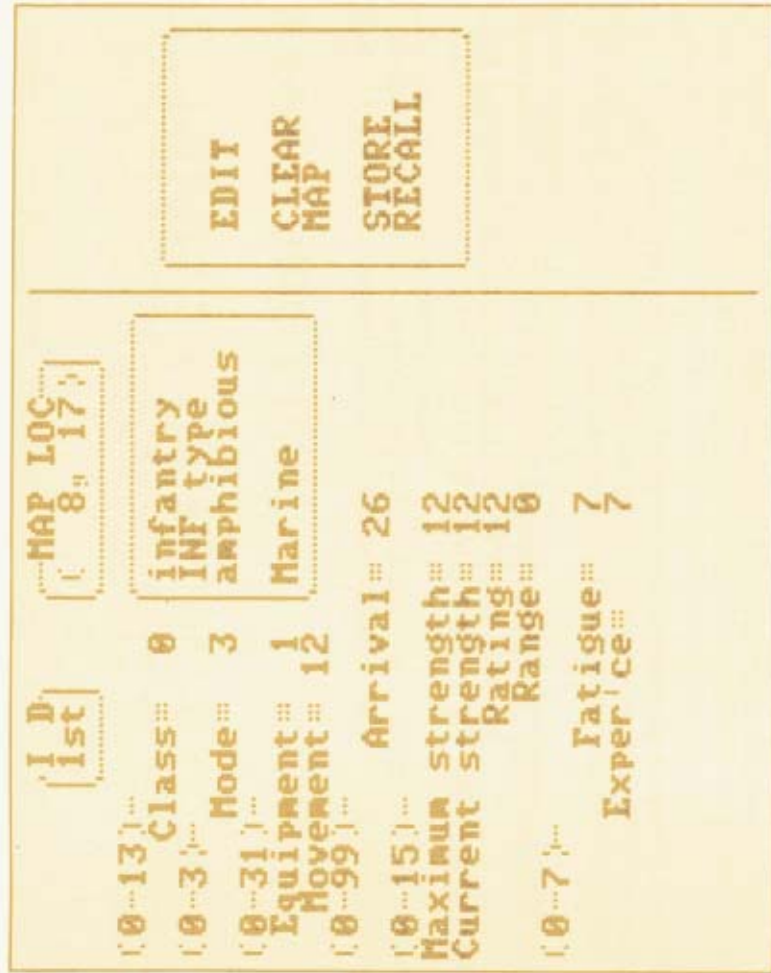 I D
1st
MAP LOC
( 8, 17 )
(0-13)
Class= 0 infantry
INF type
(0-3)
Mode= 3 amphibious
(0-31)
Equipment= 1 Marine
Movement= 12
(0-99)
Arrival= 26
(0-15)
Maximum strength= 12
Current strength= 12
Rating= 12
Range= 0
(0-7)
Fatigue= 7
Exper'ce= 7
EDIT
CLEAR
MAP
STORE
RECALL